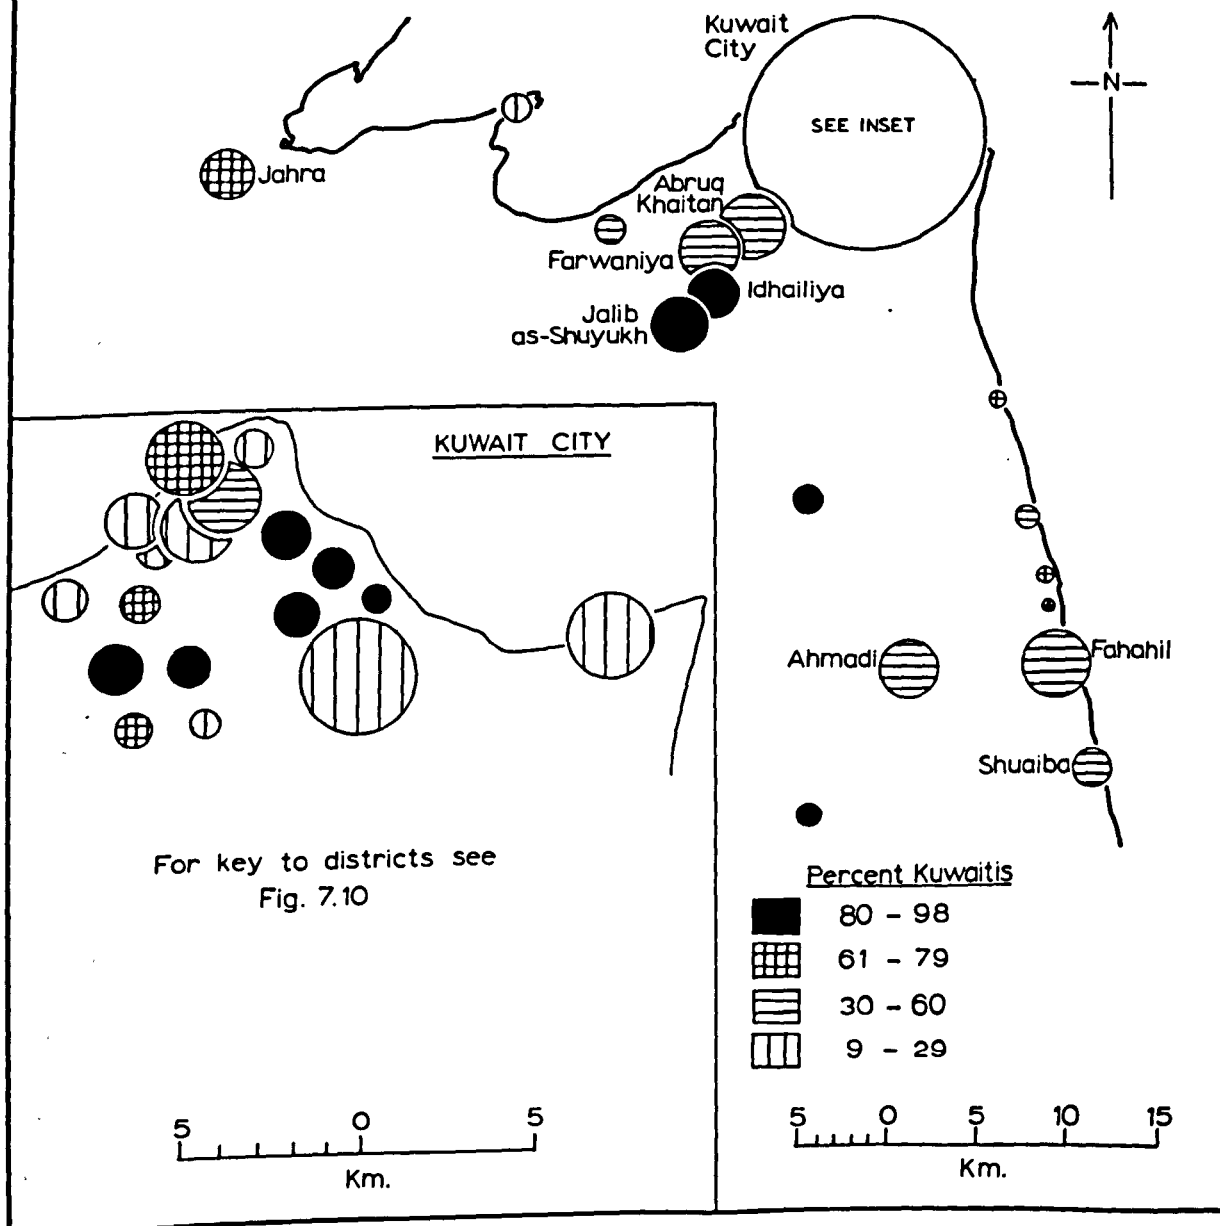 Kuwait
City
N
SEE INSET
Jahra
Abruq
Khaitan
Farwaniya
Idhailiya
Jalib
as-Shuyukh
KUWAIT CITY
Ahmadi
Fahahil
Shuaiba
For key to districts see
Fig. 7.10
Percent Kuwaitis
80 - 98
61 - 79
30 - 60
9 - 29
5 0 5
Km.
5 0 5 10 15
Km.